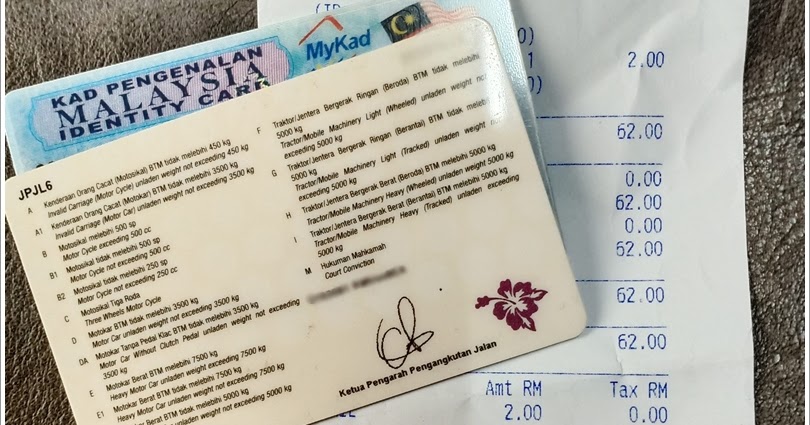 MyKad
KAD PENGENALAN
MALAYSIA
IDENTITY CARD
JPJL6
A Kenderaan Orang Cacat (Motosikal) BTM tidak melebihi 450 kg
Invalid Carriage (Motor Cycle) unladen weight not exceeding 450 kg
A1 Kenderaan Orang Cacat (Motokar) BTM tidak melebihi 3500 kg
Invalid Carriage (Motor Car) unladen weight not exceeding 3500 kg
B Motosikal melebihi 500 sp
Motor Cycle exceeding 500 cc
B1 Motosikal tidak melebihi 500 sp
Motor Cycle not exceeding 500 cc
B2 Motosikal tidak melebihi 250 sp
Motor Cycle not exceeding 250 cc
C Motosikal Tiga Roda
Three Wheels Motor Cycle
D Motokar BTM tidak melebihi 3500 kg
Motor Car unladen weight not exceeding 3500 kg
DA Motokar Tanpa Pedal Klac BTM tidak melebihi 3500 kg
Motor Car Without Clutch Pedal unladen weight not exceeding
3500 kg
E Motokar Berat BTM melebihi 7500 kg
Heavy Motor Car unladen weight exceeding 7500 kg
E1 Motokar Berat BTM tidak melebihi 7500 kg
Heavy Motor Car unladen weight not exceeding 7500 kg
Berat BTM tidak melebihi 5000 kg
unladen weight not exceeding 5000 kg
F Traktor/Jentera Bergerak Ringan (Beroda) BTM tidak melebihi
5000 kg
Tractor/Mobile Machinery Light (Wheeled) unladen weight not
exceeding 5000 kg
G Traktor/Jentera Bergerak Ringan (Berantai) BTM tidak melebihi
5000 kg
Tractor/Mobile Machinery Light (Tracked) unladen weight not
exceeding 5000 kg
H Traktor/Jentera Bergerak Berat (Beroda) BTM melebihi 5000 kg
Tractor/Mobile Machinery Heavy (Wheeled) unladen weight exceeding 5000 kg
I Traktor/Jentera Bergerak Berat (Berantai) BTM melebihi 5000 kg
Tractor/Mobile Machinery Heavy (Tracked) unladen exceeding
5000 kg
M Hukuman Mahkamah
Court Conviction
Ketua Pengarah Pengangkutan Jalan
2.00
62.00
0.00
62.00
0.00
62.00
62.00
62.00
Amt RM Tax RM
2.00 0.00